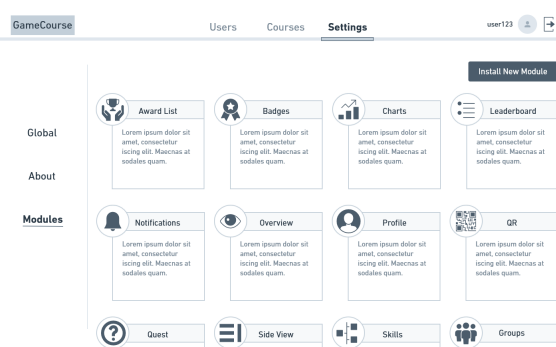 GameCourse
Users Courses Settings
user123
Install New Module
Global
About
Modules
Award List
Lorem ipsum dolor sit
amet, consectetur
iscing elit. Maecnas at
sodales quam.
Badges
Lorem ipsum dolor sit
amet, consectetur
iscing elit. Maecnas at
sodales quam.
Charts
Lorem ipsum dolor sit
amet, consectetur
iscing elit. Maecnas at
sodales quam.
Leaderboard
Lorem ipsum dolor sit
amet, consectetur
iscing elit. Maecnas at
sodales quam.
Notifications
Lorem ipsum dolor sit
amet, consectetur
iscing elit. Maecnas at
sodales quam.
Overview
Lorem ipsum dolor sit
amet, consectetur
iscing elit. Maecnas at
sodales quam.
Profile
Lorem ipsum dolor sit
amet, consectetur
iscing elit. Maecnas at
sodales quam.
QR
Lorem ipsum dolor sit
amet, consectetur
iscing elit. Maecnas at
sodales quam.
Quest
Side View
Skills
Groups